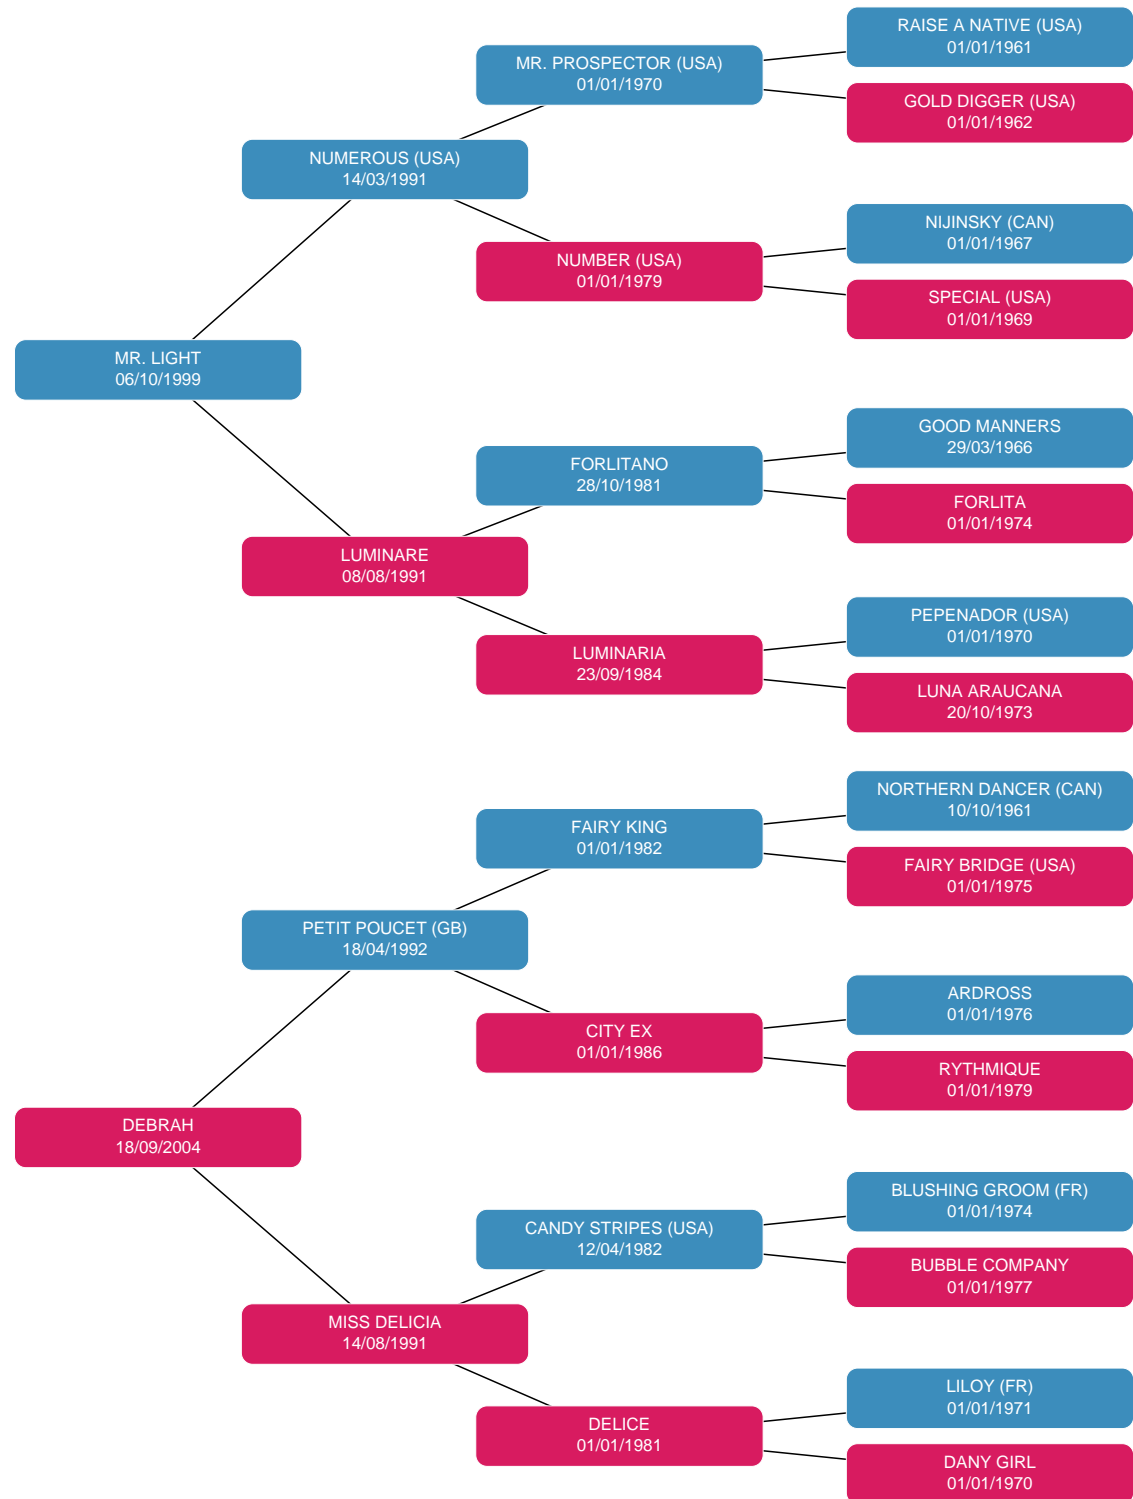 RAISE A NATIVE (USA)
01/01/1961
MR. PROSPECTOR (USA)
01/01/1970
GOLD DIGGER (USA)
01/01/1962
NUMEROUS (USA)
14/03/1991
NIJINSKY (CAN)
01/01/1967
NUMBER (USA)
01/01/1979
SPECIAL (USA)
01/01/1969
MR. LIGHT
06/10/1999
GOOD MANNERS
29/03/1966
FORLITANO
28/10/1981
FORLITA
01/01/1974
LUMINARE
08/08/1991
PEPENADOR (USA)
01/01/1970
LUMINARIA
23/09/1984
LUNA ARAUCANA
20/10/1973
NORTHERN DANCER (CAN)
10/10/1961
FAIRY KING
01/01/1982
FAIRY BRIDGE (USA)
01/01/1975
PETIT POUCET (GB)
18/04/1992
ARDROSS
01/01/1976
CITY EX
01/01/1986
RYTHMIQUE
01/01/1979
DEBRAH
18/09/2004
BLUSHING GROOM (FR)
01/01/1974
CANDY STRIPES (USA)
12/04/1982
BUBBLE COMPANY
01/01/1977
MISS DELICIA
14/08/1991
LILOY (FR)
01/01/1971
DELICE
01/01/1981
DANY GIRL
01/01/1970